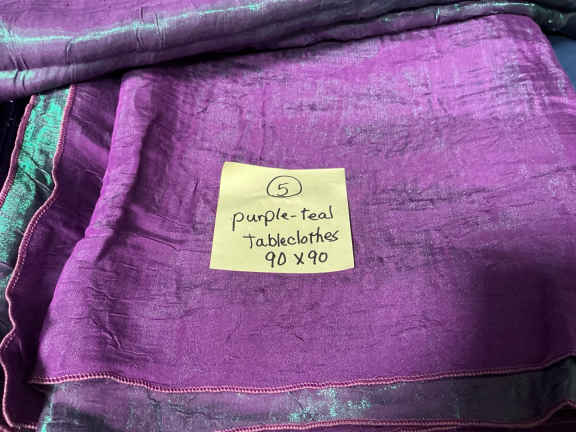 5
purple-teal
Tableclothes
90 x 90